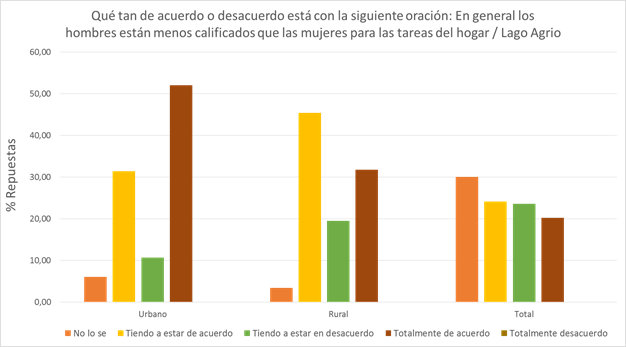 Qué tan de acuerdo o desacuerdo está con la siguiente oración: En general los
hombres están menos calificados que las mujeres para las tareas del hogar / Lago Agrio
% Repuestas
60,00
50,00
40,00
30,00
20,00
10,00
0,00
Urbano
Rural
Total
No lo se
Tiendo a estar de acuerdo
Tiendo a estar en desacuerdo
Totalmente de acuerdo
Totalmente desacuerdo